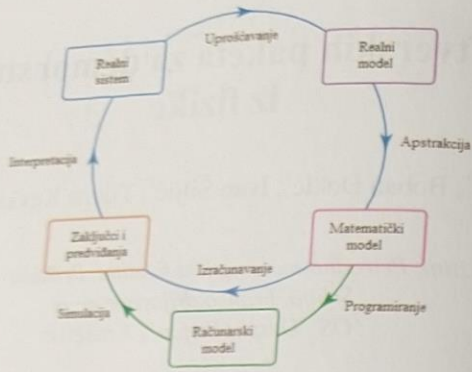 Uprošćavanje
Realni
sistem
Realni
model
Apstrakcija
Interpretacija
Zaključci i
predviđanja
Matematički
model
Izračunavanje
Simulacija
Programiranje
Računarski
model